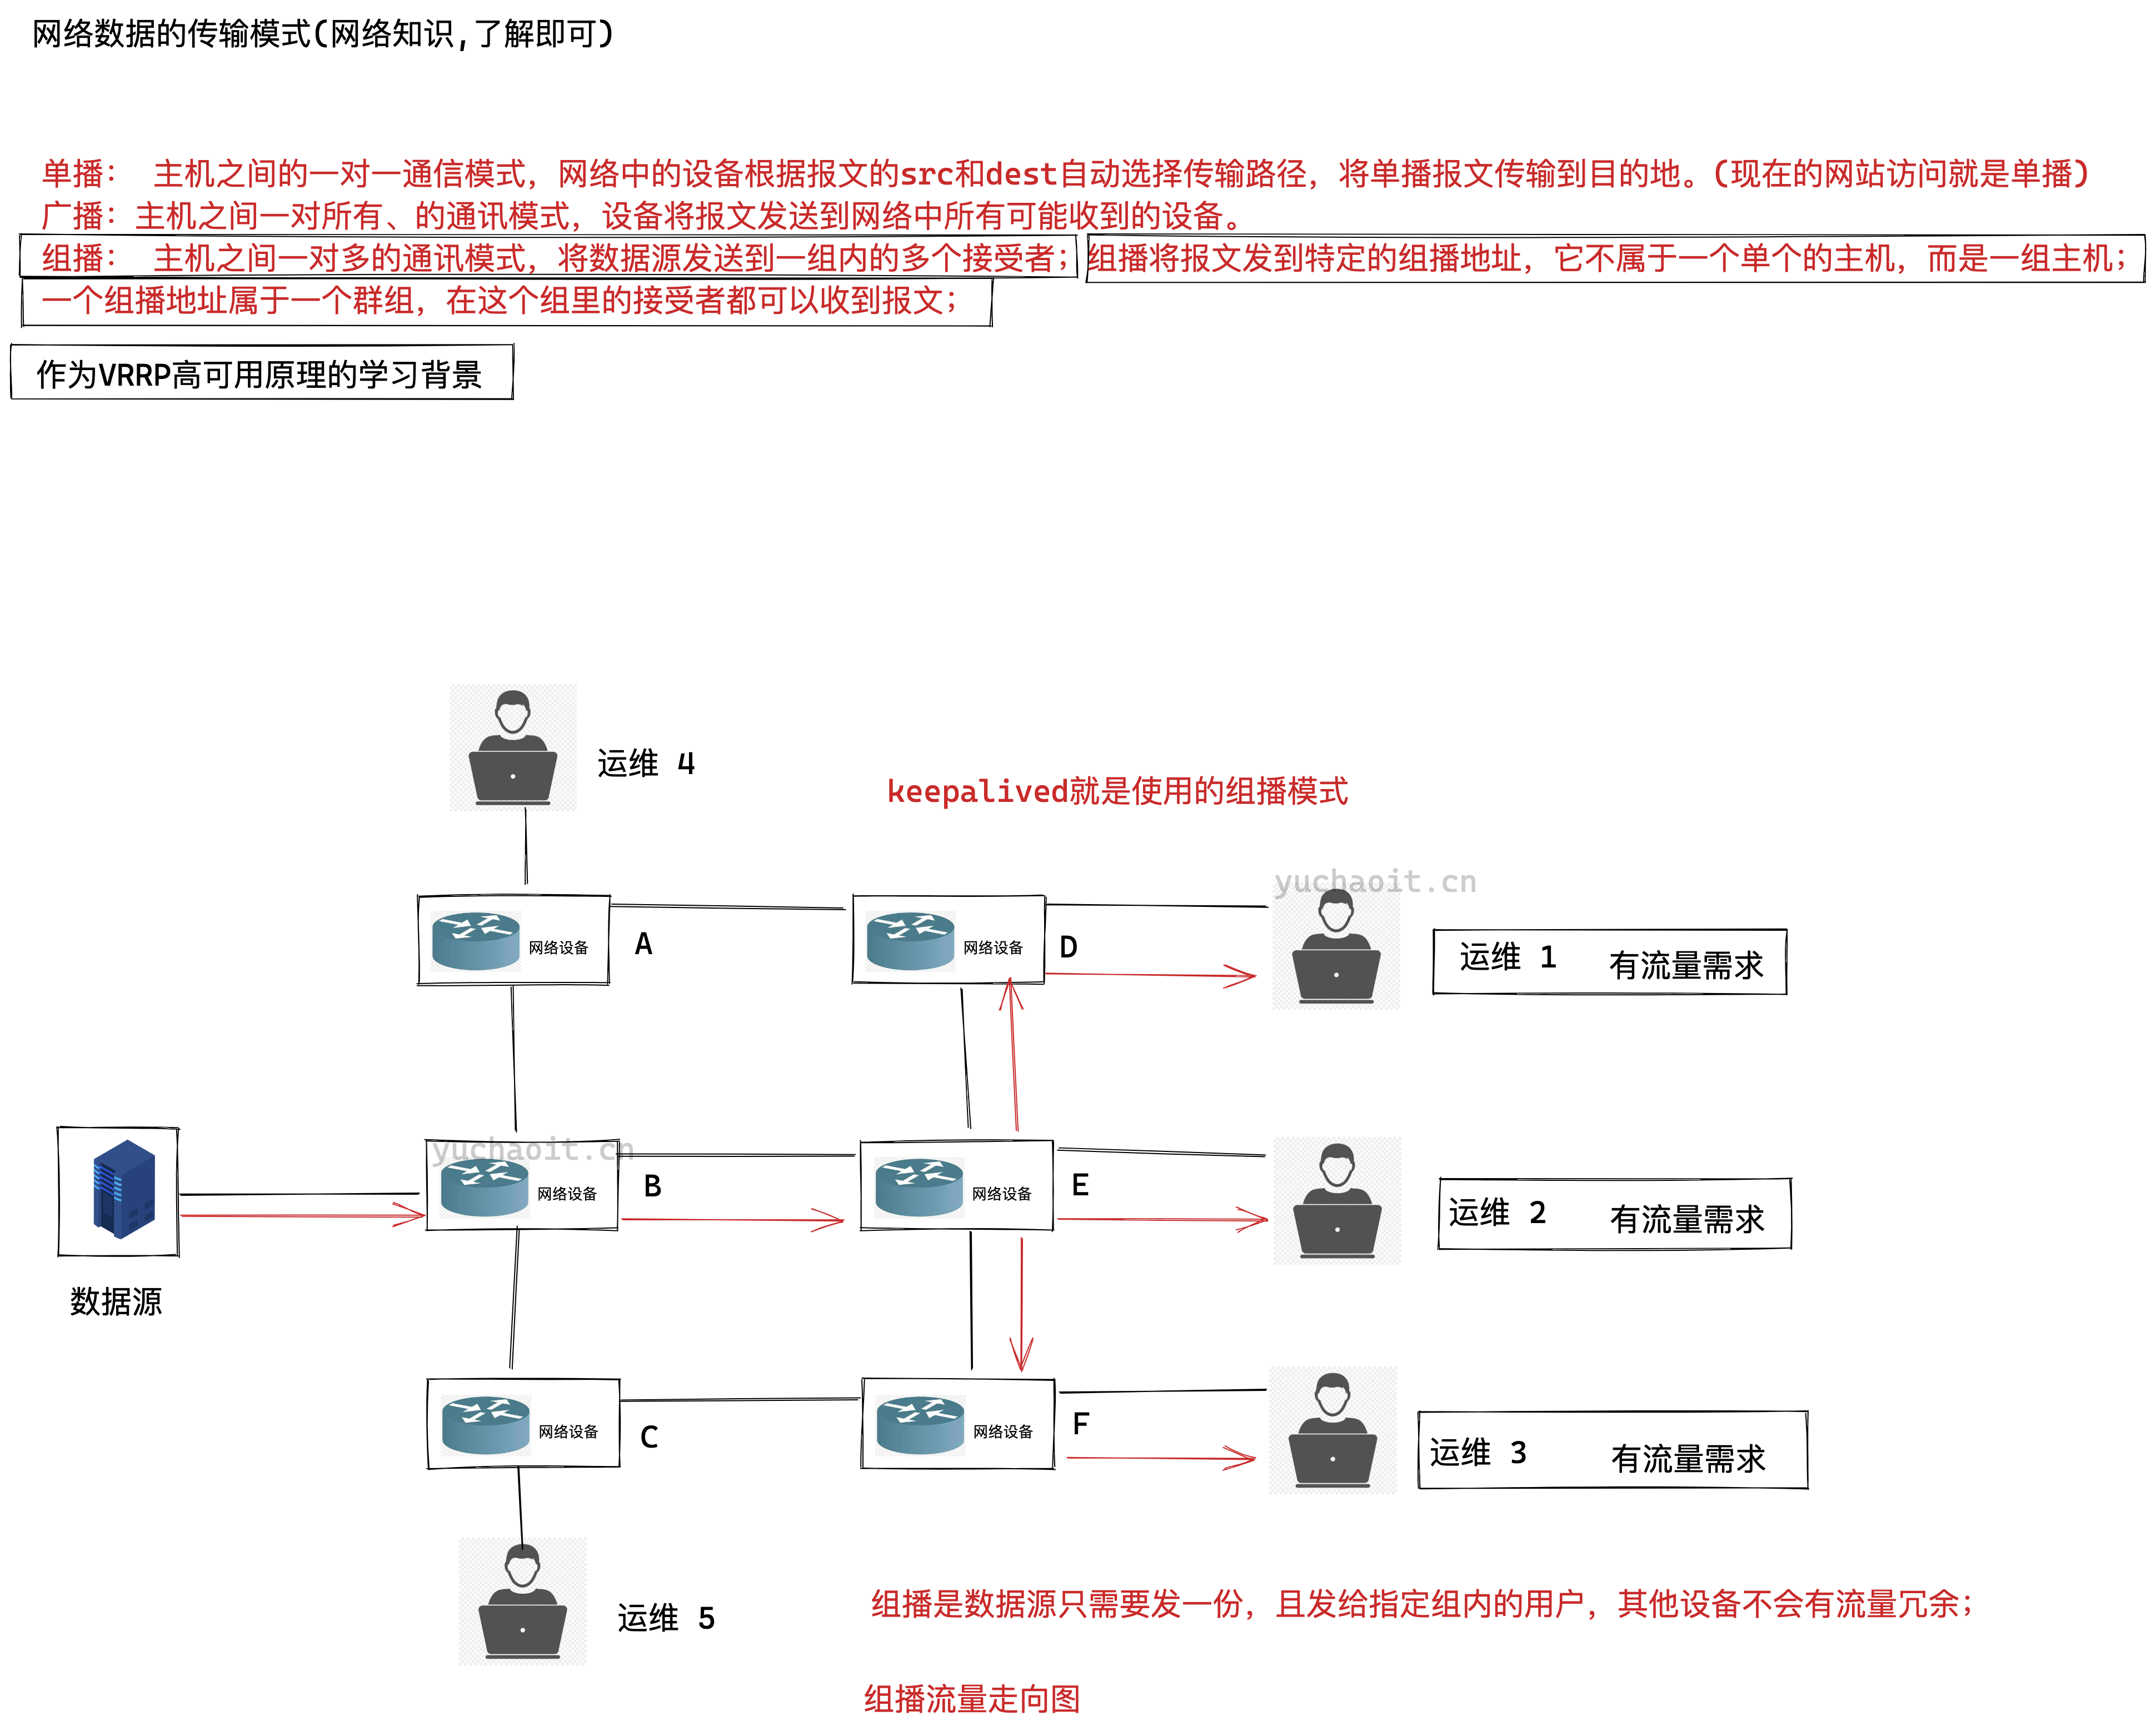 网络数据的传输模式(网络知识,了解即可)
单播： 主机之间的一对一通信模式，网络中的设备根据报文的src和dest自动选择传输路径，将单播报文传输到目的地。(现在的网站访问就是单播)
广播：主机之间一对所有、的通讯模式，设备将报文发送到网络中所有可能收到的设备。
组播： 主机之间一对多的通讯模式，将数据源发送到一组内的多个接受者；组播将报文发到特定的组播地址，它不属于一个单个的主机，而是一组主机；
一个组播地址属于一个群组，在这个组里的接受者都可以收到报文；
作为VRRP高可用原理的学习背景
运维 4
keepalived就是使用的组播模式
yuchaoit.cn
网络设备
A
网络设备
D
运维 1 有流量需求
yuchaoit.cn
网络设备
B
网络设备
E
运维 2 有流量需求
数据源
网络设备
C
网络设备
F
运维 3 有流量需求
运维 5
组播是数据源只需要发一份，且发给指定组内的用户，其他设备不会有流量冗余；
组播流量走向图